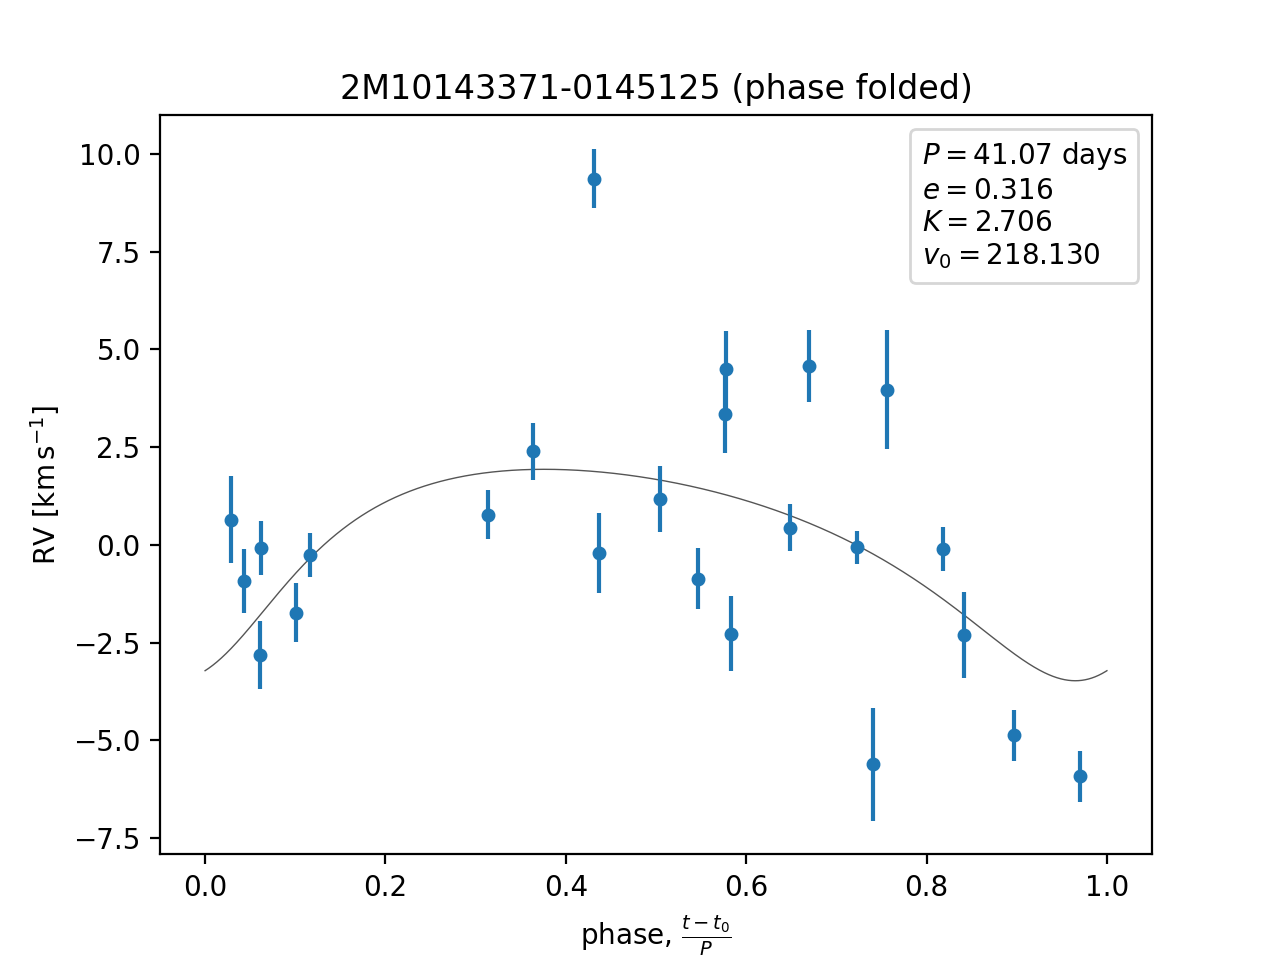 2M10143371-0145125 (phase folded)
P = 41.07 days
e = 0.316
K = 2.706
v₀ = 218.130
10.0
7.5
5.0
2.5
0.0
−2.5
−5.0
−7.5
RV [km s⁻¹]
0.0 0.2 0.4 0.6 0.8 1.0
phase, (t − t₀)/P